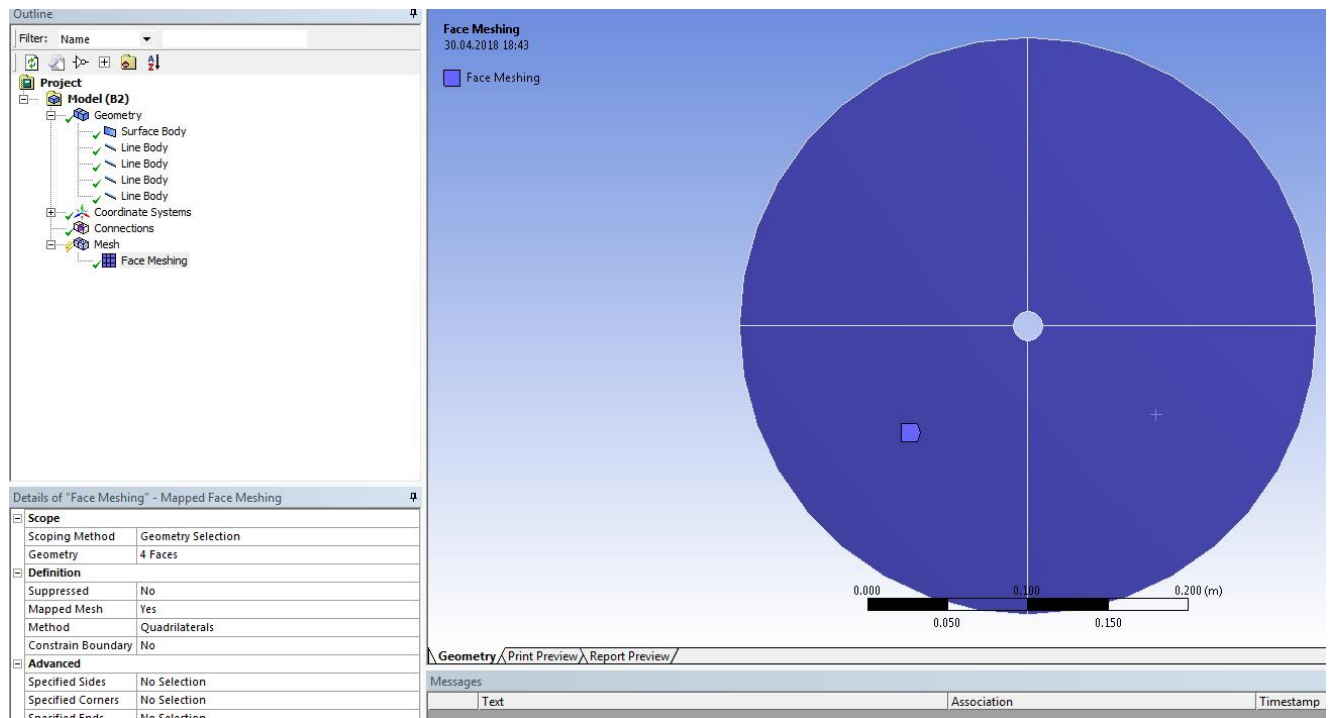 Outline
Filter: Name
Project
Model (B2)
Geometry
Surface Body
Line Body
Line Body
Line Body
Line Body
Coordinate Systems
Connections
Mesh
Face Meshing
Details of "Face Meshing" - Mapped Face Meshing
Scope
Scoping Method Geometry Selection
Geometry 4 Faces
Definition
Suppressed No
Mapped Mesh Yes
Method Quadrilaterals
Constrain Boundary No
Advanced
Specified Sides No Selection
Specified Corners No Selection
Specified Ends No Selection
Face Meshing
30.04.2018 18:43
Face Meshing
0.000 0.100 0.200 (m)
0.050 0.150
Geometry Print Preview Report Preview
Messages
Text Association Timestamp